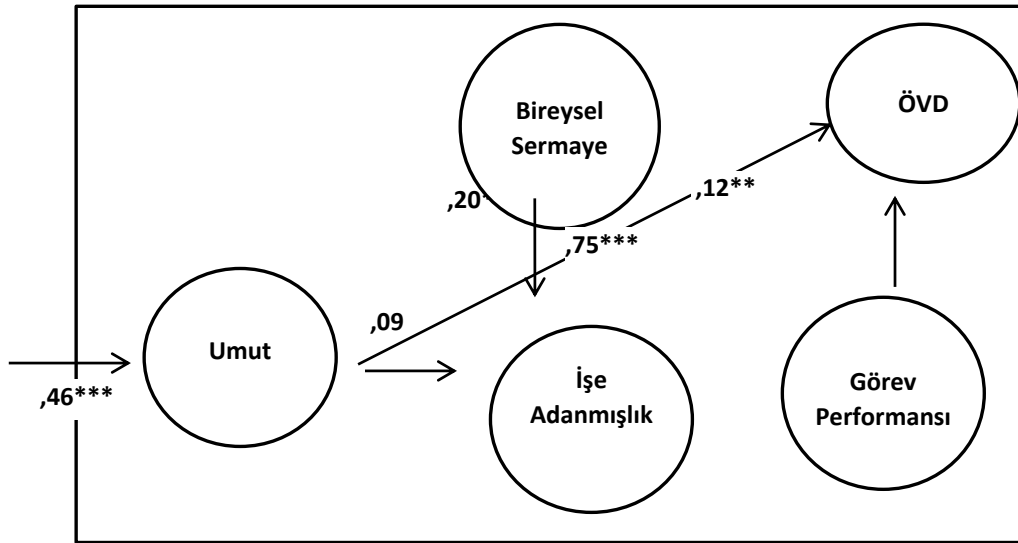 Bireysel
Sermaye
ÖVD
,20*
,12**
,75***
,09
Umut
,46***
İşe
Adanmışlık
Görev
Performansı